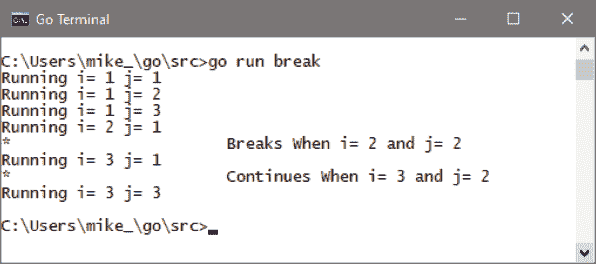 Go Terminal
C:\Users\mike_\go\src>go run break
Running i= 1 j= 1
Running i= 1 j= 2
Running i= 1 j= 3
Running i= 2 j= 1
* Breaks When i= 2 and j= 2
Running i= 3 j= 1
* Continues When i= 3 and j= 2
Running i= 3 j= 3
C:\Users\mike_\go\src>